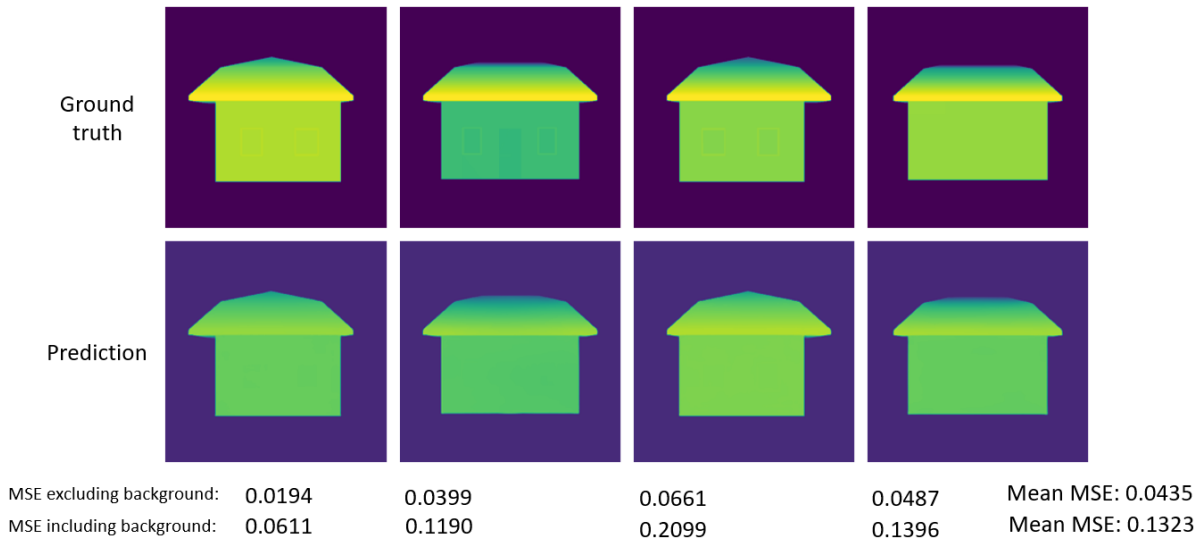 Ground
truth
Prediction
MSE excluding background: 0.0194 0.0399 0.0661 0.0487 Mean MSE: 0.0435
MSE including background: 0.0611 0.1190 0.2099 0.1396 Mean MSE: 0.1323